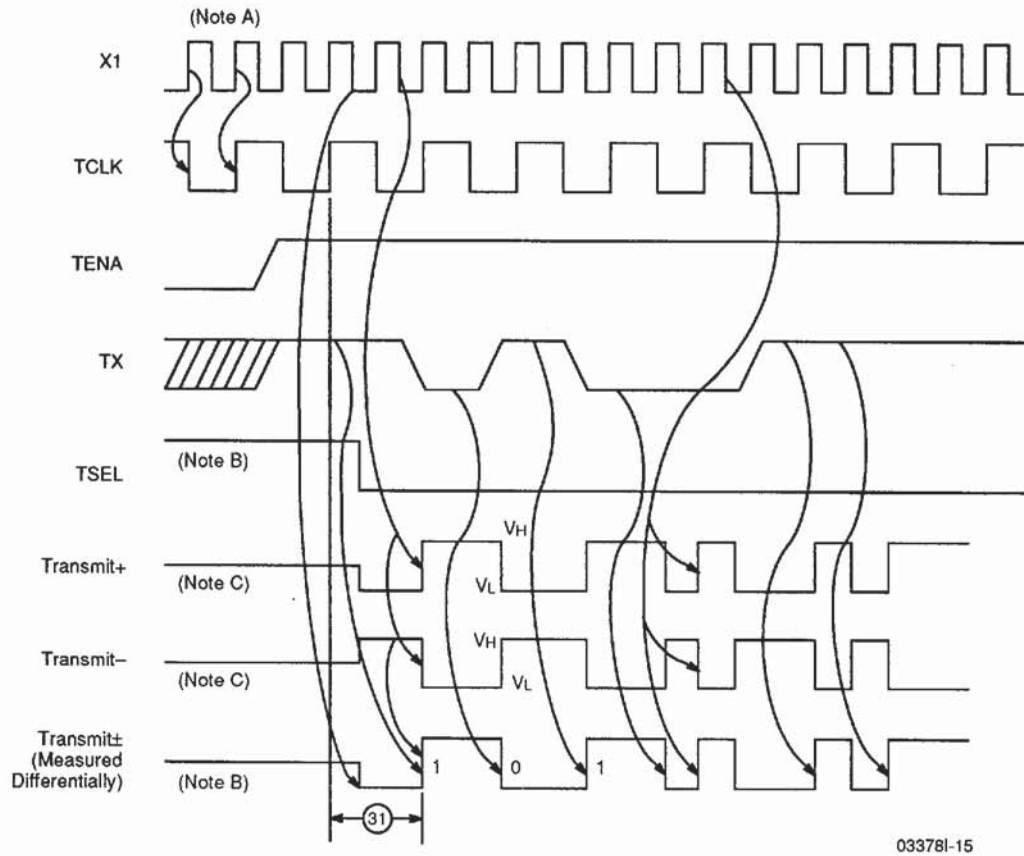 (Note A)
X1
TCLK
TENA
TX
TSEL
(Note B)
VH
Transmit+
(Note C)
VL
VH
Transmit–
(Note C)
VL
Transmit±
(Measured
Differentially)
(Note B)
1
0
1
31
03378I-15